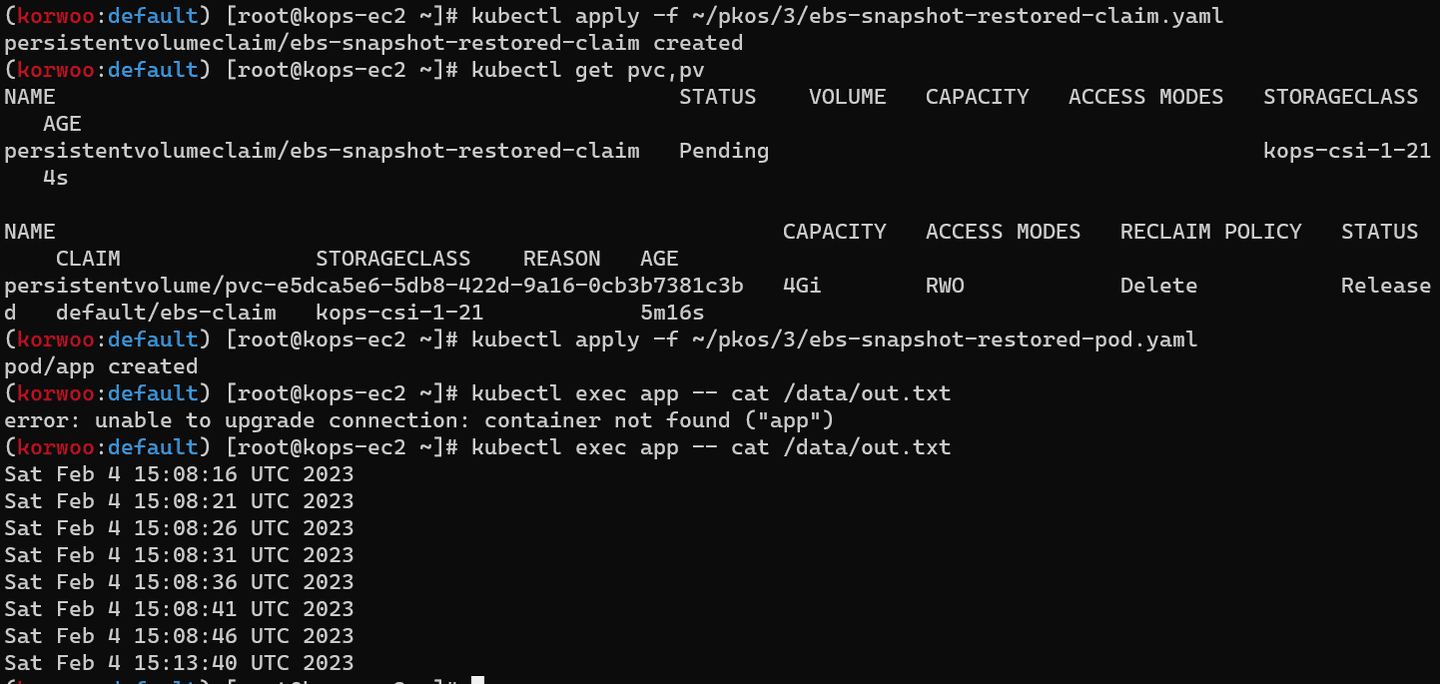 (korwoo:default) [root@kops-ec2 ~]# kubectl apply -f ~/pkos/3/ebs-snapshot-restored-claim.yaml
persistentvolumeclaim/ebs-snapshot-restored-claim created
(korwoo:default) [root@kops-ec2 ~]# kubectl get pvc,pv
NAME STATUS VOLUME CAPACITY ACCESS MODES STORAGECLASS
AGE
persistentvolumeclaim/ebs-snapshot-restored-claim Pending kops-csi-1-21
4s
NAME CAPACITY ACCESS MODES RECLAIM POLICY STATUS
CLAIM STORAGECLASS REASON AGE
persistentvolume/pvc-e5dca5e6-5db8-422d-9a16-0cb3b7381c3b 4Gi RWO Delete Release
d default/ebs-claim kops-csi-1-21 5m16s
(korwoo:default) [root@kops-ec2 ~]# kubectl apply -f ~/pkos/3/ebs-snapshot-restored-pod.yaml
pod/app created
(korwoo:default) [root@kops-ec2 ~]# kubectl exec app -- cat /data/out.txt
error: unable to upgrade connection: container not found ("app")
(korwoo:default) [root@kops-ec2 ~]# kubectl exec app -- cat /data/out.txt
Sat Feb 4 15:08:16 UTC 2023
Sat Feb 4 15:08:21 UTC 2023
Sat Feb 4 15:08:26 UTC 2023
Sat Feb 4 15:08:31 UTC 2023
Sat Feb 4 15:08:36 UTC 2023
Sat Feb 4 15:08:41 UTC 2023
Sat Feb 4 15:08:46 UTC 2023
Sat Feb 4 15:13:40 UTC 2023